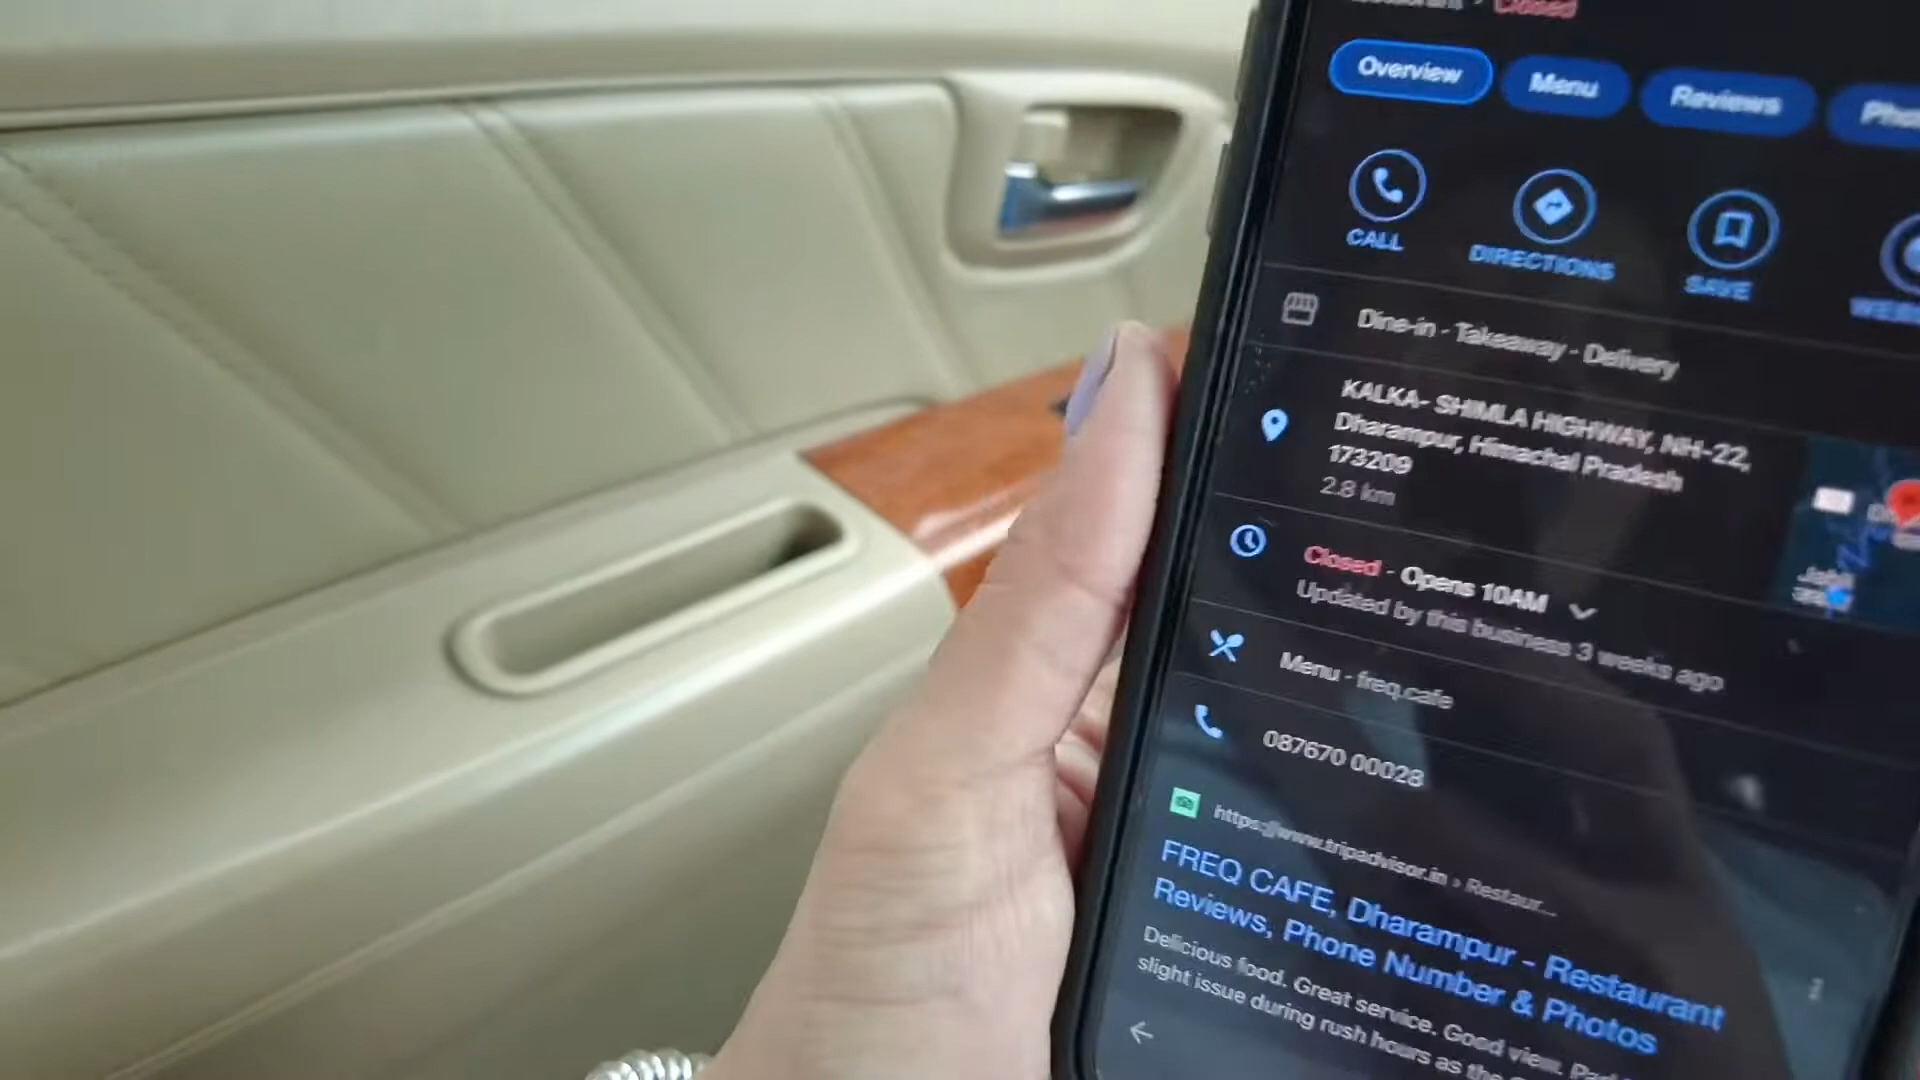 Closed
Overview Menu Reviews
CALL DIRECTIONS SAVE
Dine-in · Takeaway · Delivery
KALKA- SHIMLA HIGHWAY, NH-22,
Dharampur, Himachal Pradesh
173209
2.8 km
Closed · Opens 10AM
Updated by this business 3 weeks ago
Menu · freq.cafe
087670 00028
https://www.tripadvisor.in › Restaur...
FREQ CAFE, Dharampur - Restaurant
Reviews, Phone Number & Photos
Delicious food. Great service. Good view.
slight issue during rush hours as the